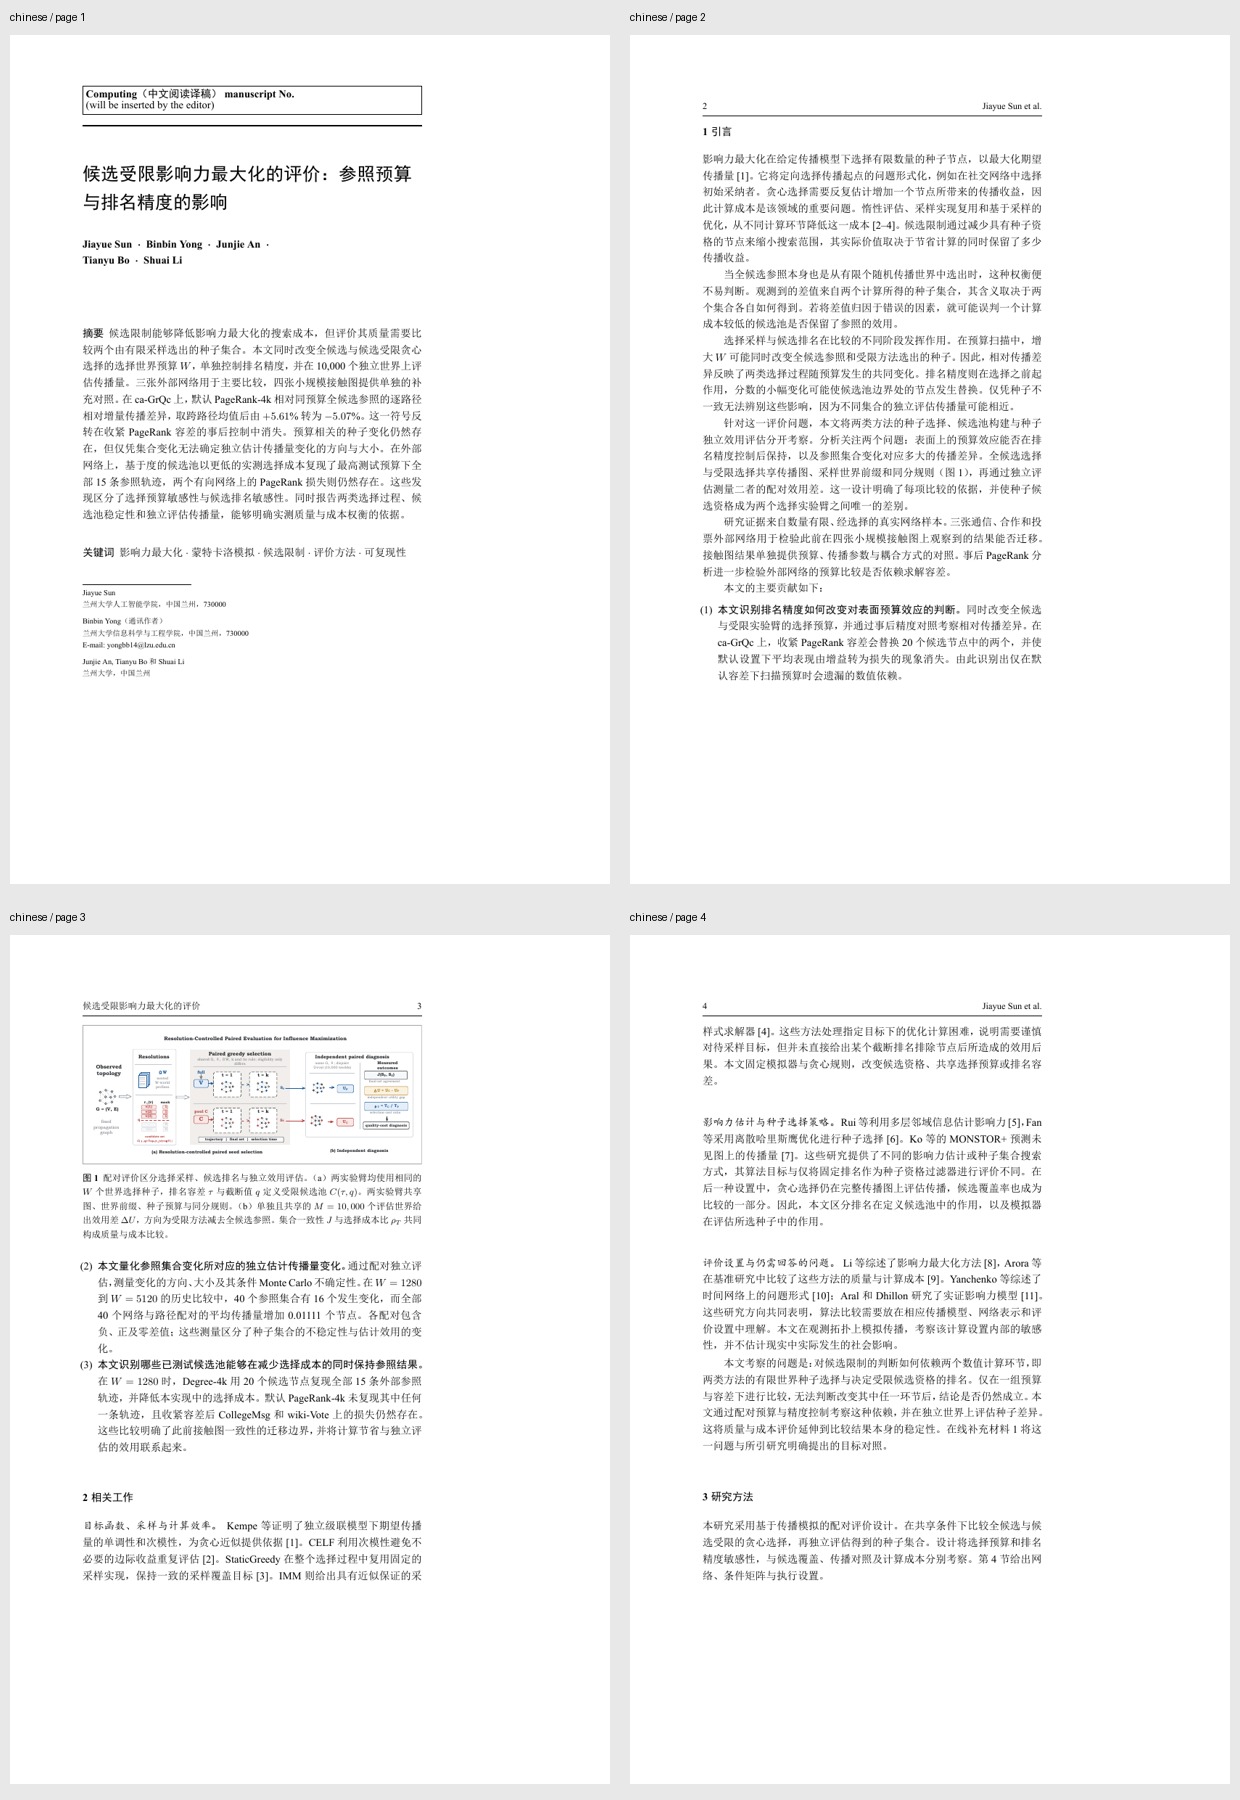 chinese / page 1
Computing（中文阅读译稿） manuscript No.
(will be inserted by the editor)
候选受限影响力最大化的评价：参照预算
与排名精度的影响
Jiayue Sun · Binbin Yong · Junjie An ·
Tianyu Bo · Shuai Li
摘要 候选限制能够降低影响力最大化的搜索成本，但评价其质量需要比
较两个由有限采样选出的种子集合。本文同时改变全候选与候选受限贪心
选择的选择世界预算 W，单独控制排名精度，并在 10,000 个独立世界上评
估传播量。三张外部网络用于主要比较，四张小规模接触图提供单独的补
充对照。在 ca-GrQc 上，默认 PageRank-4k 相对同预算全候选参照的逐路径
相对增量传播差异，取跨路径均值后由 +5.61% 转为 −5.07%。这一符号反
转在收紧 PageRank 容差的事后控制中消失。预算相关的种子变化仍然存
在，但仅凭集合变化无法确定独立估计传播量变化的方向与大小。在外部
网络上，基于度的候选池以更低的实测选择成本复现了最高测试预算下全
部 15 条参照轨迹，两个有向网络上的 PageRank 损失则仍然存在。这些发
现区分了选择预算敏感性与候选排名敏感性。同时报告两类选择过程、候
选池稳定性和独立评估传播量，能够明确实测质量与成本权衡的依据。
关键词 影响力最大化 · 蒙特卡洛模拟 · 候选限制 · 评价方法 · 可复现性
Jiayue Sun
兰州大学人工智能学院，中国兰州，730000
Binbin Yong（通讯作者）
兰州大学信息科学与工程学院，中国兰州，730000
E-mail: yongbb14@lzu.edu.cn
Junjie An, Tianyu Bo 和 Shuai Li
兰州大学，中国兰州
chinese / page 2
2 Jiayue Sun et al.
1 引言
影响力最大化在给定传播模型下选择有限数量的种子节点，以最大化期望
传播量 [1]。它将定向选择传播起点的问题形式化，例如在社交网络中选择
初始采纳者。贪心选择需要反复估计增加一个节点所带来的传播收益，因
此计算成本是该领域的重要问题。惰性评估、采样实现复用和基于采样的
优化，从不同计算环节降低这一成本 [2–4]。候选限制通过减少具有种子资
格的节点来缩小搜索范围，其实际价值取决于节省计算的同时保留了多少
传播收益。
当全候选参照本身也是从有限个随机传播世界中选出时，这种权衡便
不易判断。观测到的差值来自两个计算所得的种子集合，其含义取决于两
个集合各自如何得到。若将差值归因于错误的因素，就可能误判一个计算
成本较低的候选池是否保留了参照的效用。
选择采样与候选排名在比较的不同阶段发挥作用。在预算扫描中，增
大 W 可能同时改变全候选参照和受限方法选出的种子。因此，相对传播差
异反映了两类选择过程随预算发生的共同变化。排名精度则在选择之前起
作用，分数的小幅变化可能使候选池边界处的节点发生替换。仅凭种子不
一致无法辨别这些影响，因为不同集合的独立评估传播量可能相近。
针对这一评价问题，本文将两类方法的种子选择、候选池构建与种子
独立效用评估分开考察。分析关注两个问题：表面上的预算效应能否在排
名精度控制后保持，以及参照集合变化对应多大的传播差异。全候选选择
与受限选择共享传播图、采样世界前缀和同分规则（图 1），再通过独立评
估测量二者的配对效用差。这一设计明确了每项比较的依据，并使种子候
选资格成为两个选择实验臂之间唯一的差别。
研究证据来自数量有限、经选择的真实网络样本。三张通信、合作和投
票外部网络用于检验此前在四张小规模接触图上观察到的结果能否迁移。
接触图结果单独提供预算、传播参数与耦合方式的对照。事后 PageRank 分
析进一步检验外部网络的预算比较是否依赖求解容差。
本文的主要贡献如下：
(1) 本文识别排名精度如何改变对表面预算效应的判断。同时改变全候选
与受限实验臂的选择预算，并通过事后精度对照考察相对传播差异。在
ca-GrQc 上，收紧 PageRank 容差会替换 20 个候选节点中的两个，并使
默认设置下平均表现由增益转为损失的现象消失。由此识别出仅在默
认容差下扫描预算时会遗漏的数值依赖。
chinese / page 3
候选受限影响力最大化的评价 3
Resolution-Controlled Paired Evaluation for Influence Maximization
Observed
topology
G = (V, E)
fixed
propagation
graph
Resolutions
Paired greedy selection
full
V
t = 1
t = k
pool C
C
t = 1
t = k
trajectory | final set | selection time
(a) Resolution-controlled paired seed selection
Independent paired diagnosis
Measured
outcomes
quality-cost diagnosis
(b) Independent diagnosis
图 1 配对评价区分选择采样、候选排名与独立效用评估。（a）两实验臂均使用相同的
W 个世界选择种子，排名容差 τ 与截断值 q 定义受限候选池 C(τ, q)。两实验臂共享
图、世界前缀、种子预算与同分规则。（b）单独且共享的 M = 10,000 个评估世界给
出效用差 ΔU，方向为受限方法减去全候选参照。集合一致性 J 与选择成本比 ρT 共同
构成质量与成本比较。
(2) 本文量化参照集合变化所对应的独立估计传播量变化。通过配对独立评
估，测量变化的方向、大小及其条件 Monte Carlo 不确定性。在 W = 1280
到 W = 5120 的历史比较中，40 个参照集合有 16 个发生变化，而全部
40 个网络与路径配对的平均传播量增加 0.01111 个节点。各配对包含
负、正及零差值；这些测量区分了种子集合的不稳定性与估计效用的变
化。
(3) 本文识别哪些已测试候选池能够在减少选择成本的同时保持参照结果。
在 W = 1280 时，Degree-4k 用 20 个候选节点复现全部 15 条外部参照
轨迹，并降低本实现中的选择成本。默认 PageRank-4k 未复现其中任何
一条轨迹，且收紧容差后 CollegeMsg 和 wiki-Vote 上的损失仍然存在。
这些比较明确了此前接触图一致性的迁移边界，并将计算节省与独立评
估的效用联系起来。
2 相关工作
目标函数、采样与计算效率。 Kempe 等证明了独立级联模型下期望传播
量的单调性和次模性，为贪心近似提供依据 [1]。CELF 利用次模性避免不
必要的边际收益重复评估 [2]。StaticGreedy 在整个选择过程中复用固定的
采样实现，保持一致的采样覆盖目标 [3]。IMM 则给出具有近似保证的采
chinese / page 4
4 Jiayue Sun et al.
样式求解器 [4]。这些方法处理指定目标下的优化计算困难，说明需要谨慎
对待采样目标，但并未直接给出某个截断排名排除节点后所造成的效用后
果。本文固定模拟器与贪心规则，改变候选资格、共享选择预算或排名容
差。
影响力估计与种子选择策略。 Rui 等利用多层邻域信息估计影响力 [5]，Fan
等采用离散哈里斯鹰优化进行种子选择 [6]。Ko 等的 MONSTOR+ 预测未
见图上的传播量 [7]。这些研究提供了不同的影响力估计或种子集合搜索
方式，其算法目标与仅将固定排名作为种子资格过滤器进行评价不同。在
后一种设置中，贪心选择仍在完整传播图上评估传播，候选覆盖率也成为
比较的一部分。因此，本文区分排名在定义候选池中的作用，以及模拟器
在评估所选种子中的作用。
评价设置与仍需回答的问题。 Li 等综述了影响力最大化方法 [8]，Arora 等
在基准研究中比较了这些方法的质量与计算成本 [9]。Yanchenko 等综述了
时间网络上的问题形式 [10]；Aral 和 Dhillon 研究了实证影响力模型 [11]。
这些研究方向共同表明，算法比较需要放在相应传播模型、网络表示和评
价设置中理解。本文在观测拓扑上模拟传播，考察该计算设置内部的敏感
性，并不估计现实中实际发生的社会影响。
本文考察的问题是：对候选限制的判断如何依赖两个数值计算环节，即
两类方法的有限世界种子选择与决定受限候选资格的排名。仅在一组预算
与容差下进行比较，无法判断改变其中任一环节后，结论是否仍然成立。本
文通过配对预算与精度控制考察这种依赖，并在独立世界上评估种子差异。
这将质量与成本评价延伸到比较结果本身的稳定性。在线补充材料 1 将这
一问题与所引研究明确提出的目标对照。
3 研究方法
本研究采用基于传播模拟的配对评价设计。在共享条件下比较全候选与候
选受限的贪心选择，再独立评估得到的种子集合。设计将选择预算和排名
精度敏感性，与候选覆盖、传播对照及计算成本分别考察。第 4 节给出网
络、条件矩阵与执行设置。